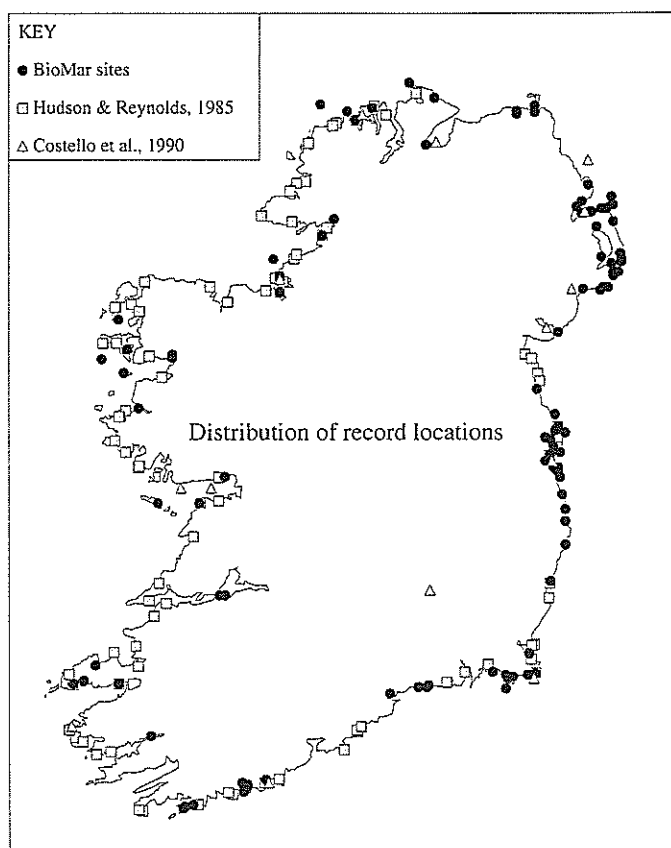 KEY
BioMar sites
Hudson & Reynolds, 1985
Costello et al., 1990
Distribution of record locations